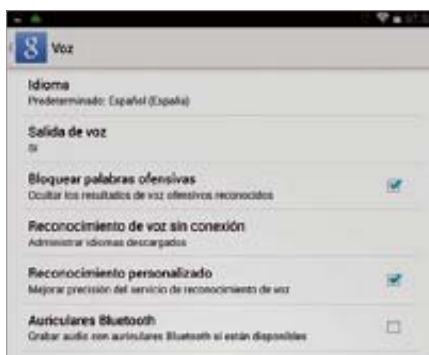 8 Voz
Idioma
Predeterminado: Español (España)
Salida de voz
Sí
Bloquear palabras ofensivas
Ocultar los resultados de voz ofensivos reconocidos
Reconocimiento de voz sin conexión
Administrar idiomas descargados
Reconocimiento personalizado
Mejorar precisión del servicio de reconocimiento de voz
Auriculares Bluetooth
Grabar audio con auriculares Bluetooth si están disponibles